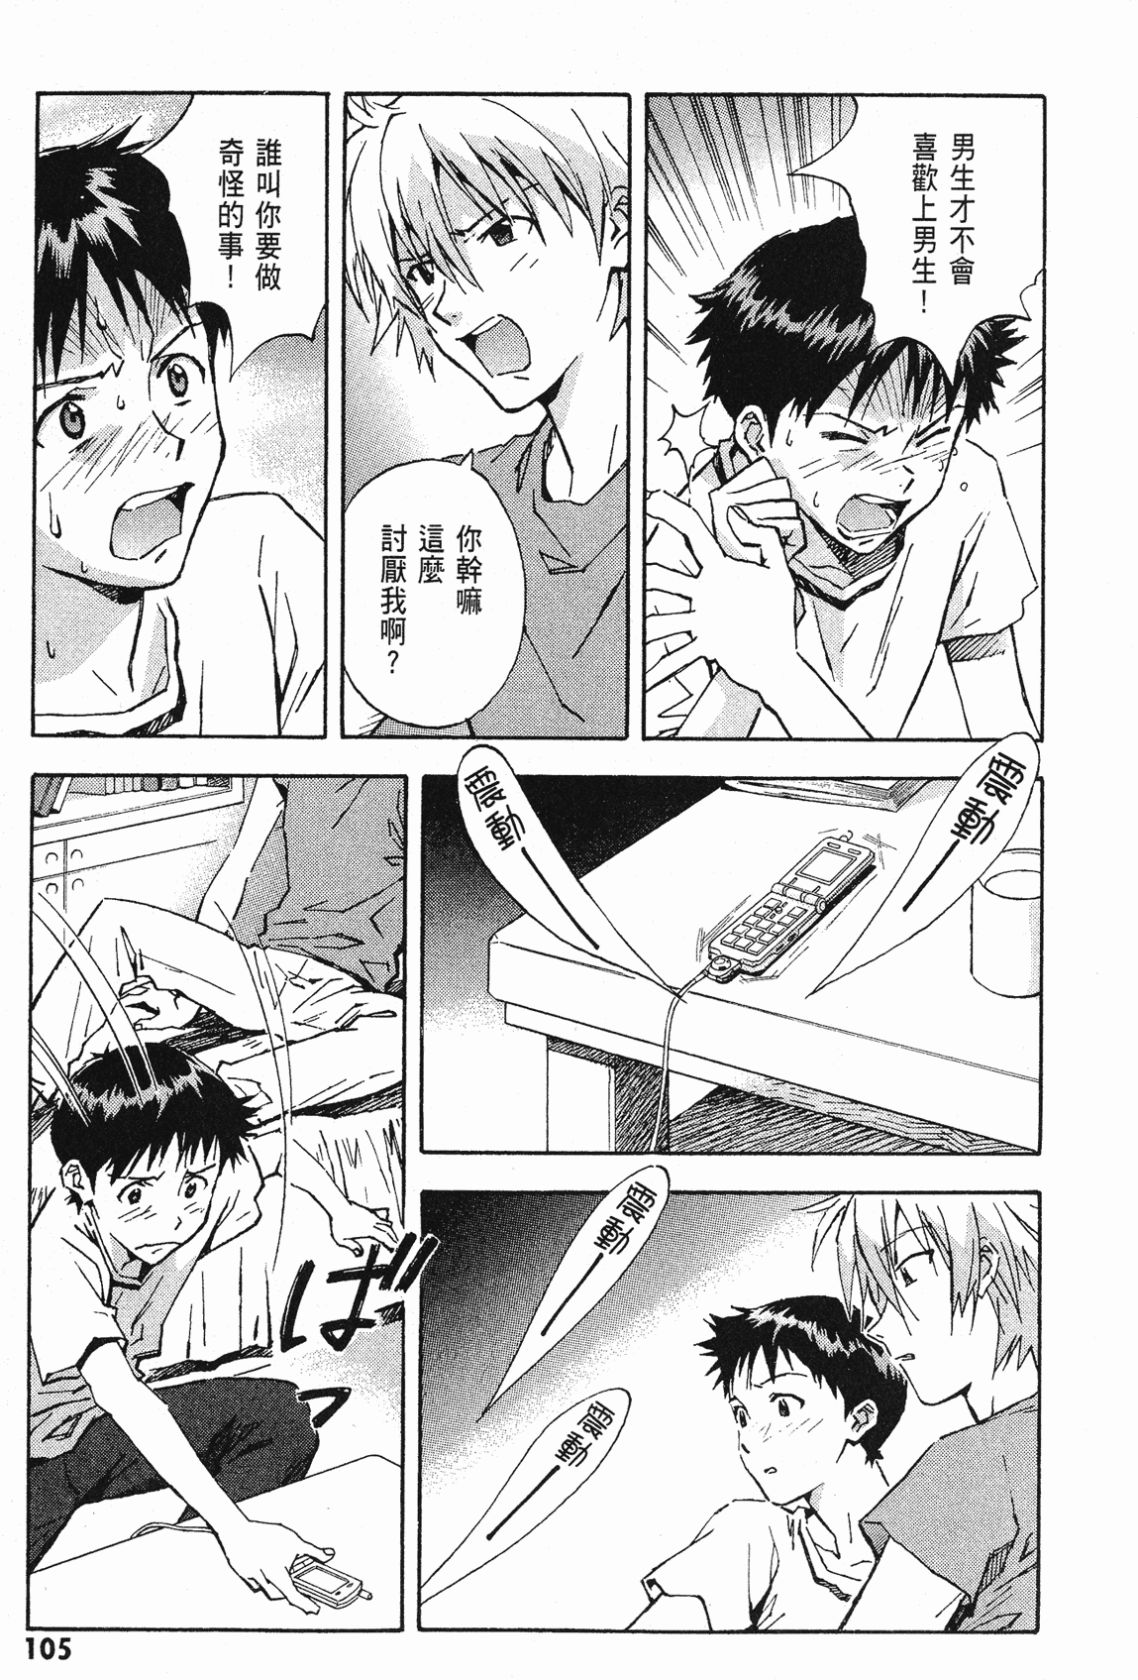 男生才不會
喜歡上男生！
你幹嘛
這麼
討厭我啊？
誰叫你要做
奇怪的事！
震動—
震動—
震動—
震動—
ばっ
105